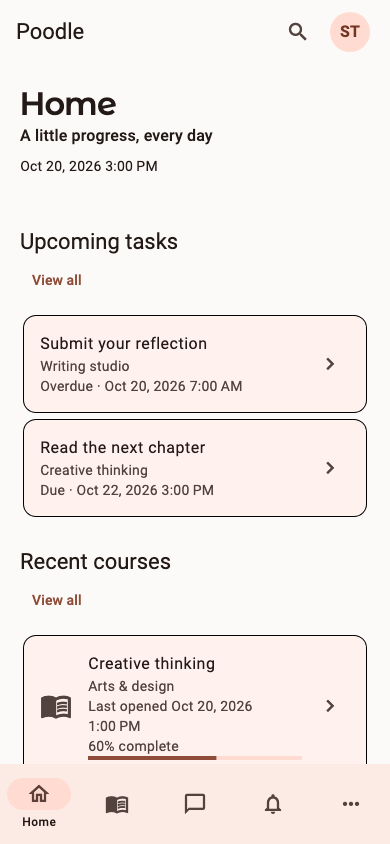 Poodle
ST
Home
A little progress, every day
Oct 20, 2026 3:00 PM
Upcoming tasks
View all
Submit your reflection
Writing studio
Overdue · Oct 20, 2026 7:00 AM
Read the next chapter
Creative thinking
Due · Oct 22, 2026 3:00 PM
Recent courses
View all
Creative thinking
Arts & design
Last opened Oct 20, 2026
1:00 PM
60% complete
Home